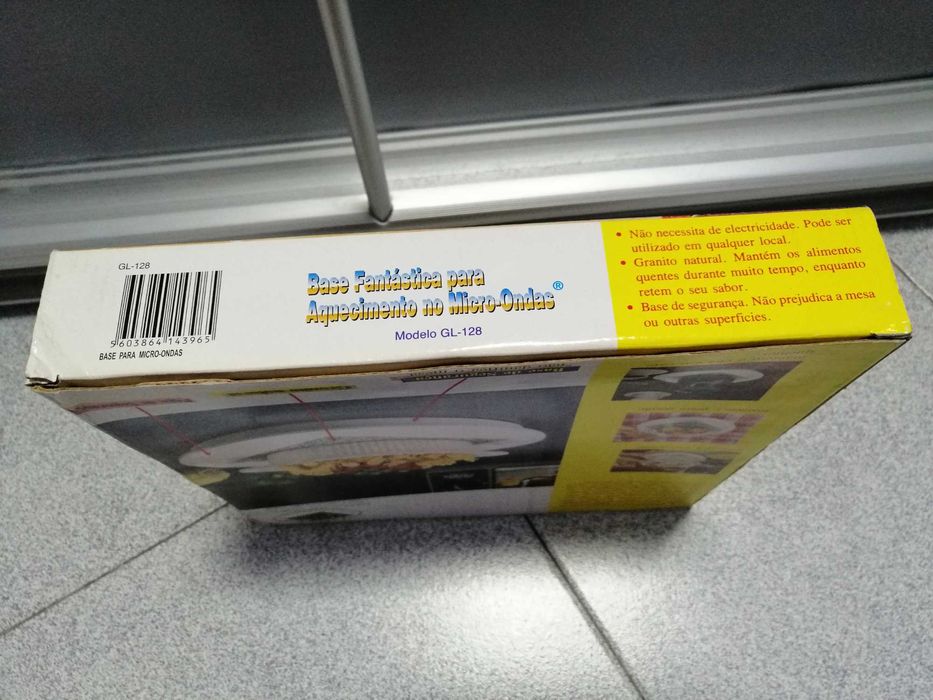 GL-128
5603864143965
BASE PARA MICRO-ONDAS
Base Fantástica para
Aquecimento no Micro-Ondas®
Modelo GL-128
• Não necessita de electricidade. Pode ser
utilizado em qualquer local.
• Granito natural. Mantém os alimentos
quentes durante muito tempo, enquanto
retem o seu sabor.
• Base de segurança. Não prejudica a mesa
ou outras superfícies.